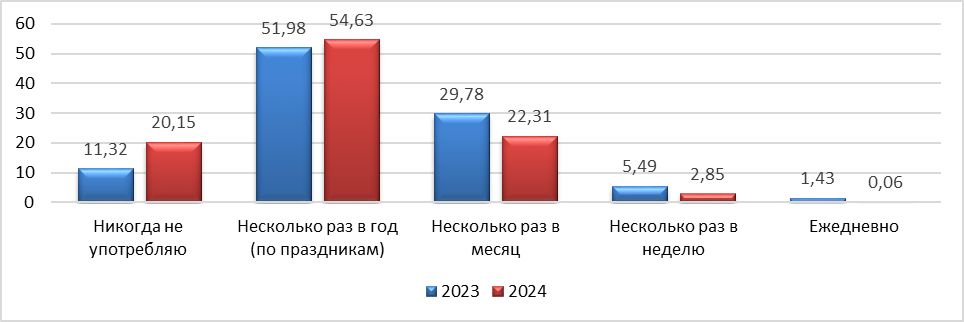 60
50
40
30
20
10
0
11,32
20,15
51,98
54,63
29,78
22,31
5,49
2,85
1,43
0,06
Никогда не
употребляю
Несколько раз в год
(по праздникам)
Несколько раз в
месяц
Несколько раз в
неделю
Ежедневно
2023
2024